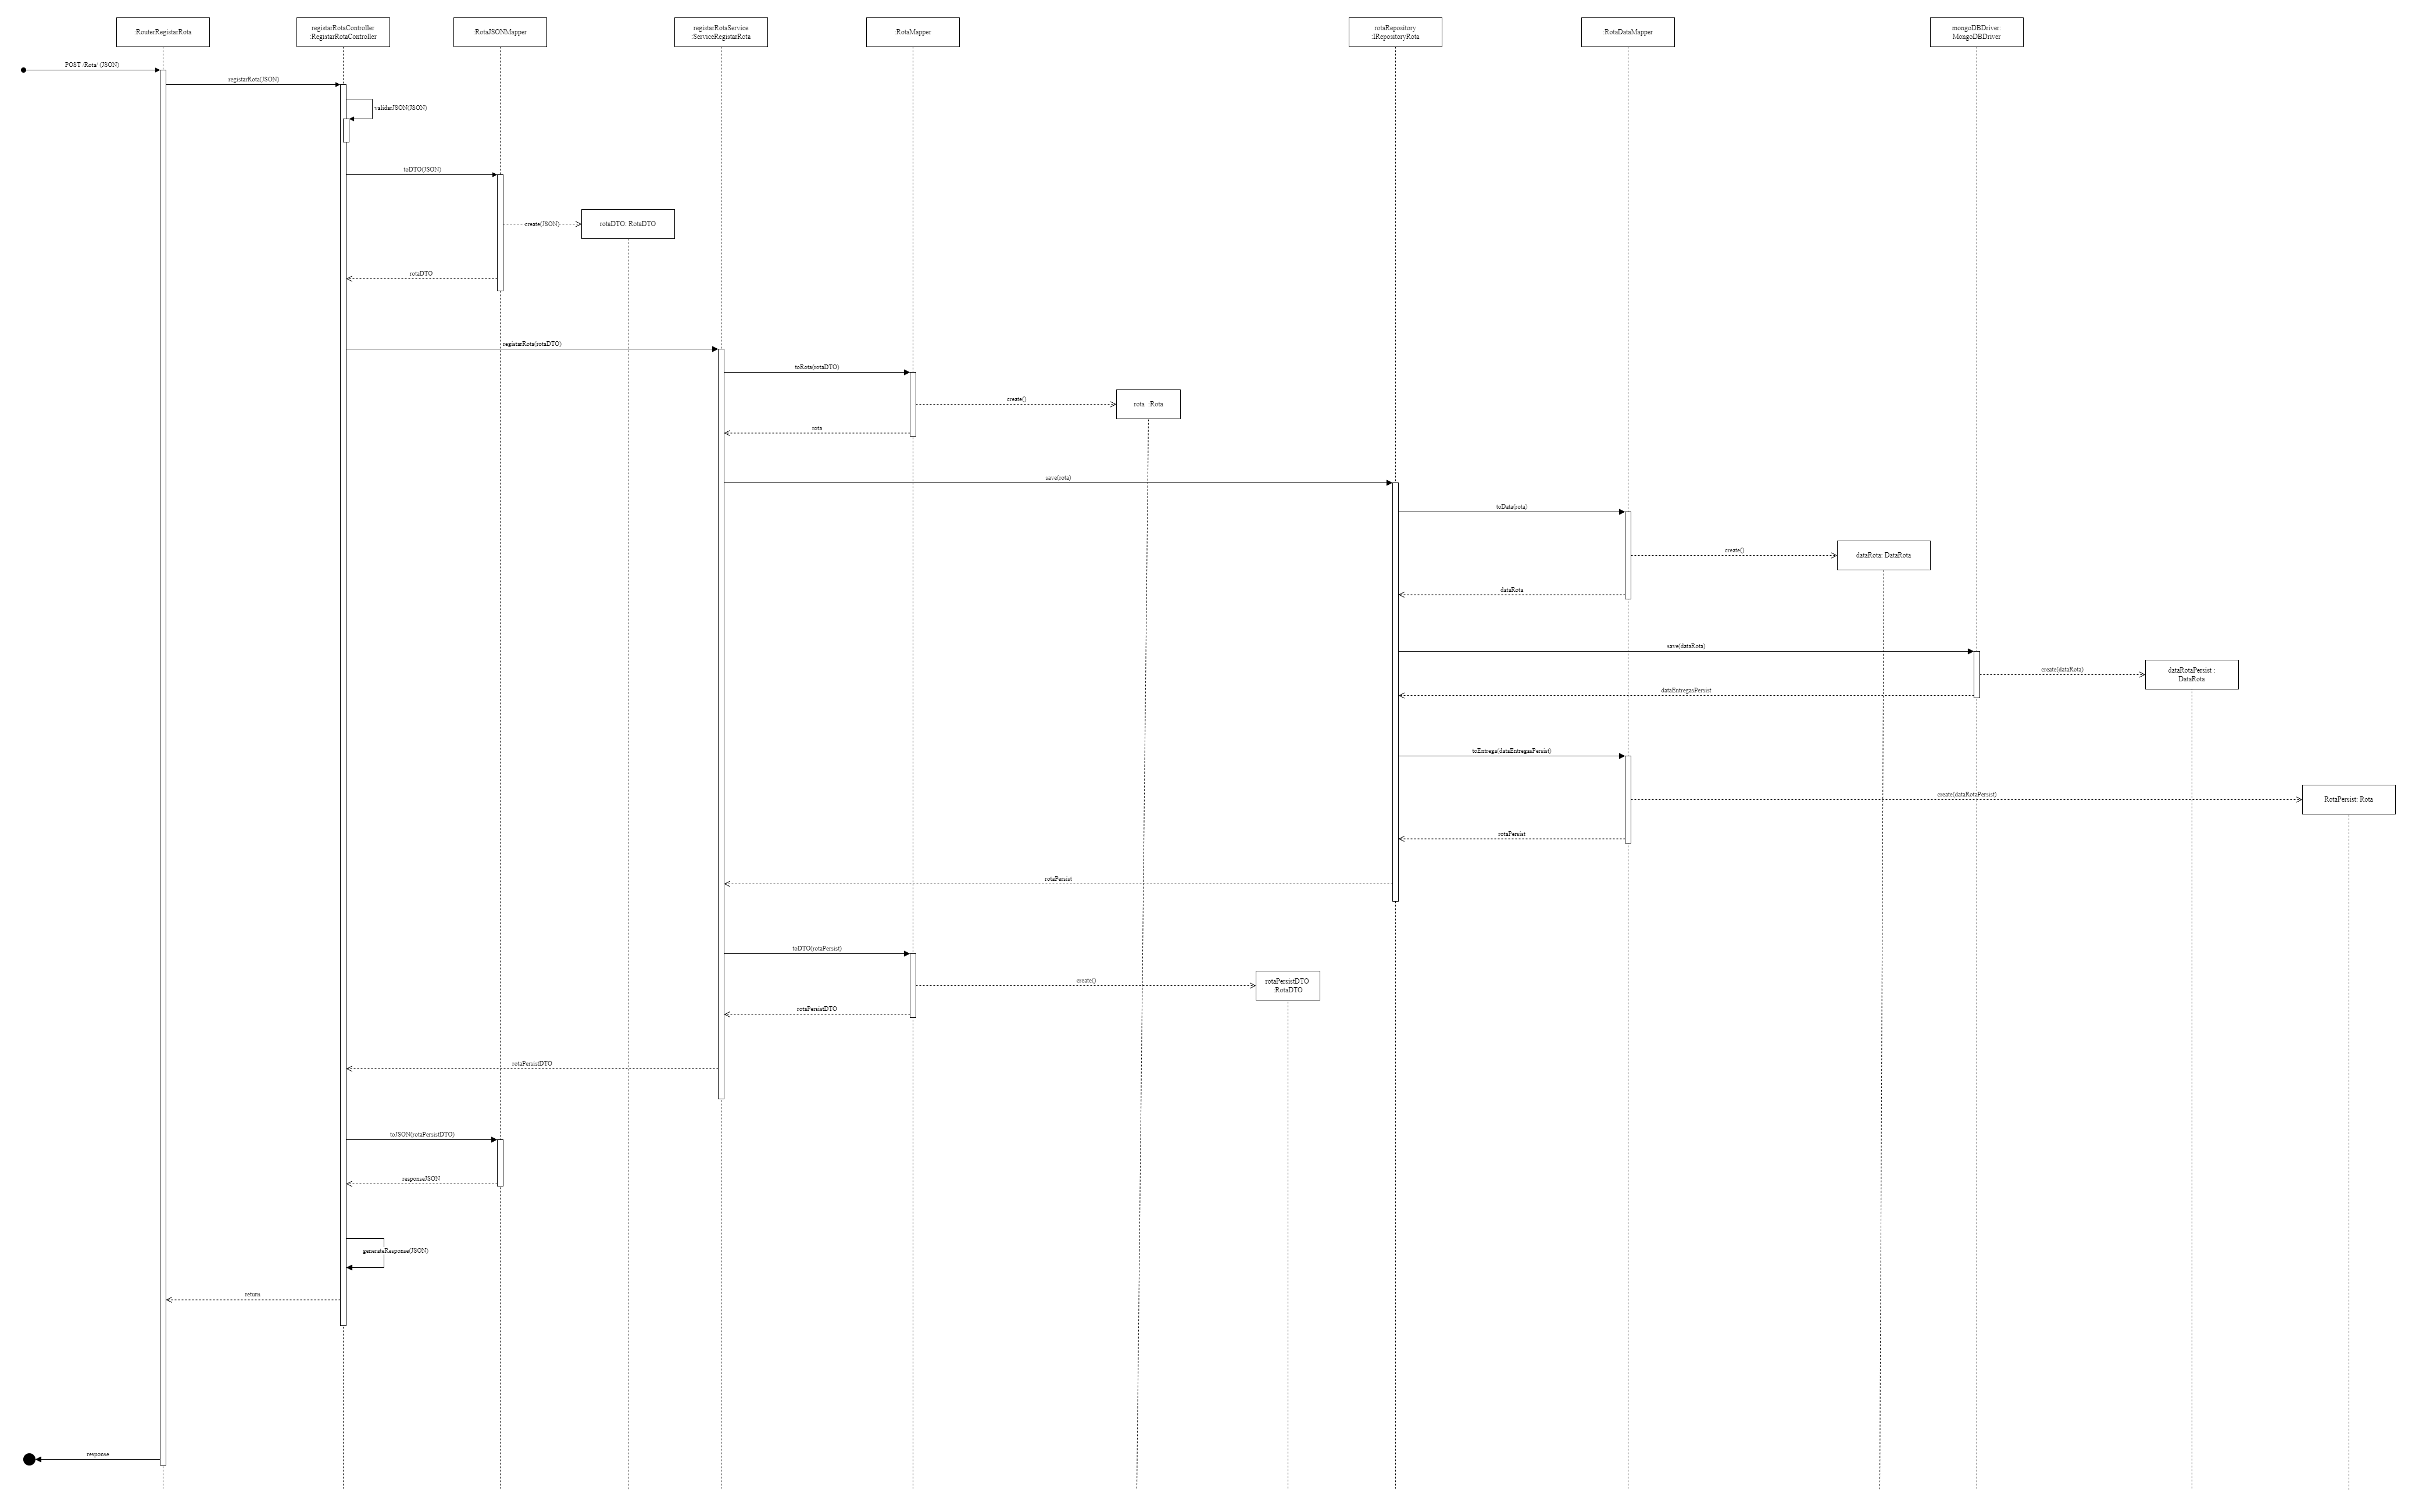 :RouterRegistarRota
registarRotaController
:RegistarRotaController
:RotaJSONMapper
registarRotaService
:ServiceRegistarRota
:RotaMapper
rotaRepository
:IRepositoryRota
:RotaDataMapper
mongoDBDriver:
MongoDBDriver
POST /Rota/ (JSON)
registarRota(JSON)
validarJSON(JSON)
toDTO(JSON)
create(JSON)
rotaDTO: RotaDTO
rotaDTO
registarRota(rotaDTO)
toRota(rotaDTO)
create()
rota :Rota
rota
save(rota)
toData(rota)
create()
dataRota: DataRota
dataRota
save(dataRota)
create(dataRota)
dataRotaPersist :
DataRota
dataEntregasPersist
toEntrega(dataEntregasPersist)
create(dataRotaPersist)
RotaPersist: Rota
rotaPersist
rotaPersist
toDTO(rotaPersist)
create()
rotaPersistDTO
:RotaDTO
rotaPersistDTO
rotaPersistDTO
toJSON(rotaPersistDTO)
responseJSON
generateResponse(JSON)
return
response